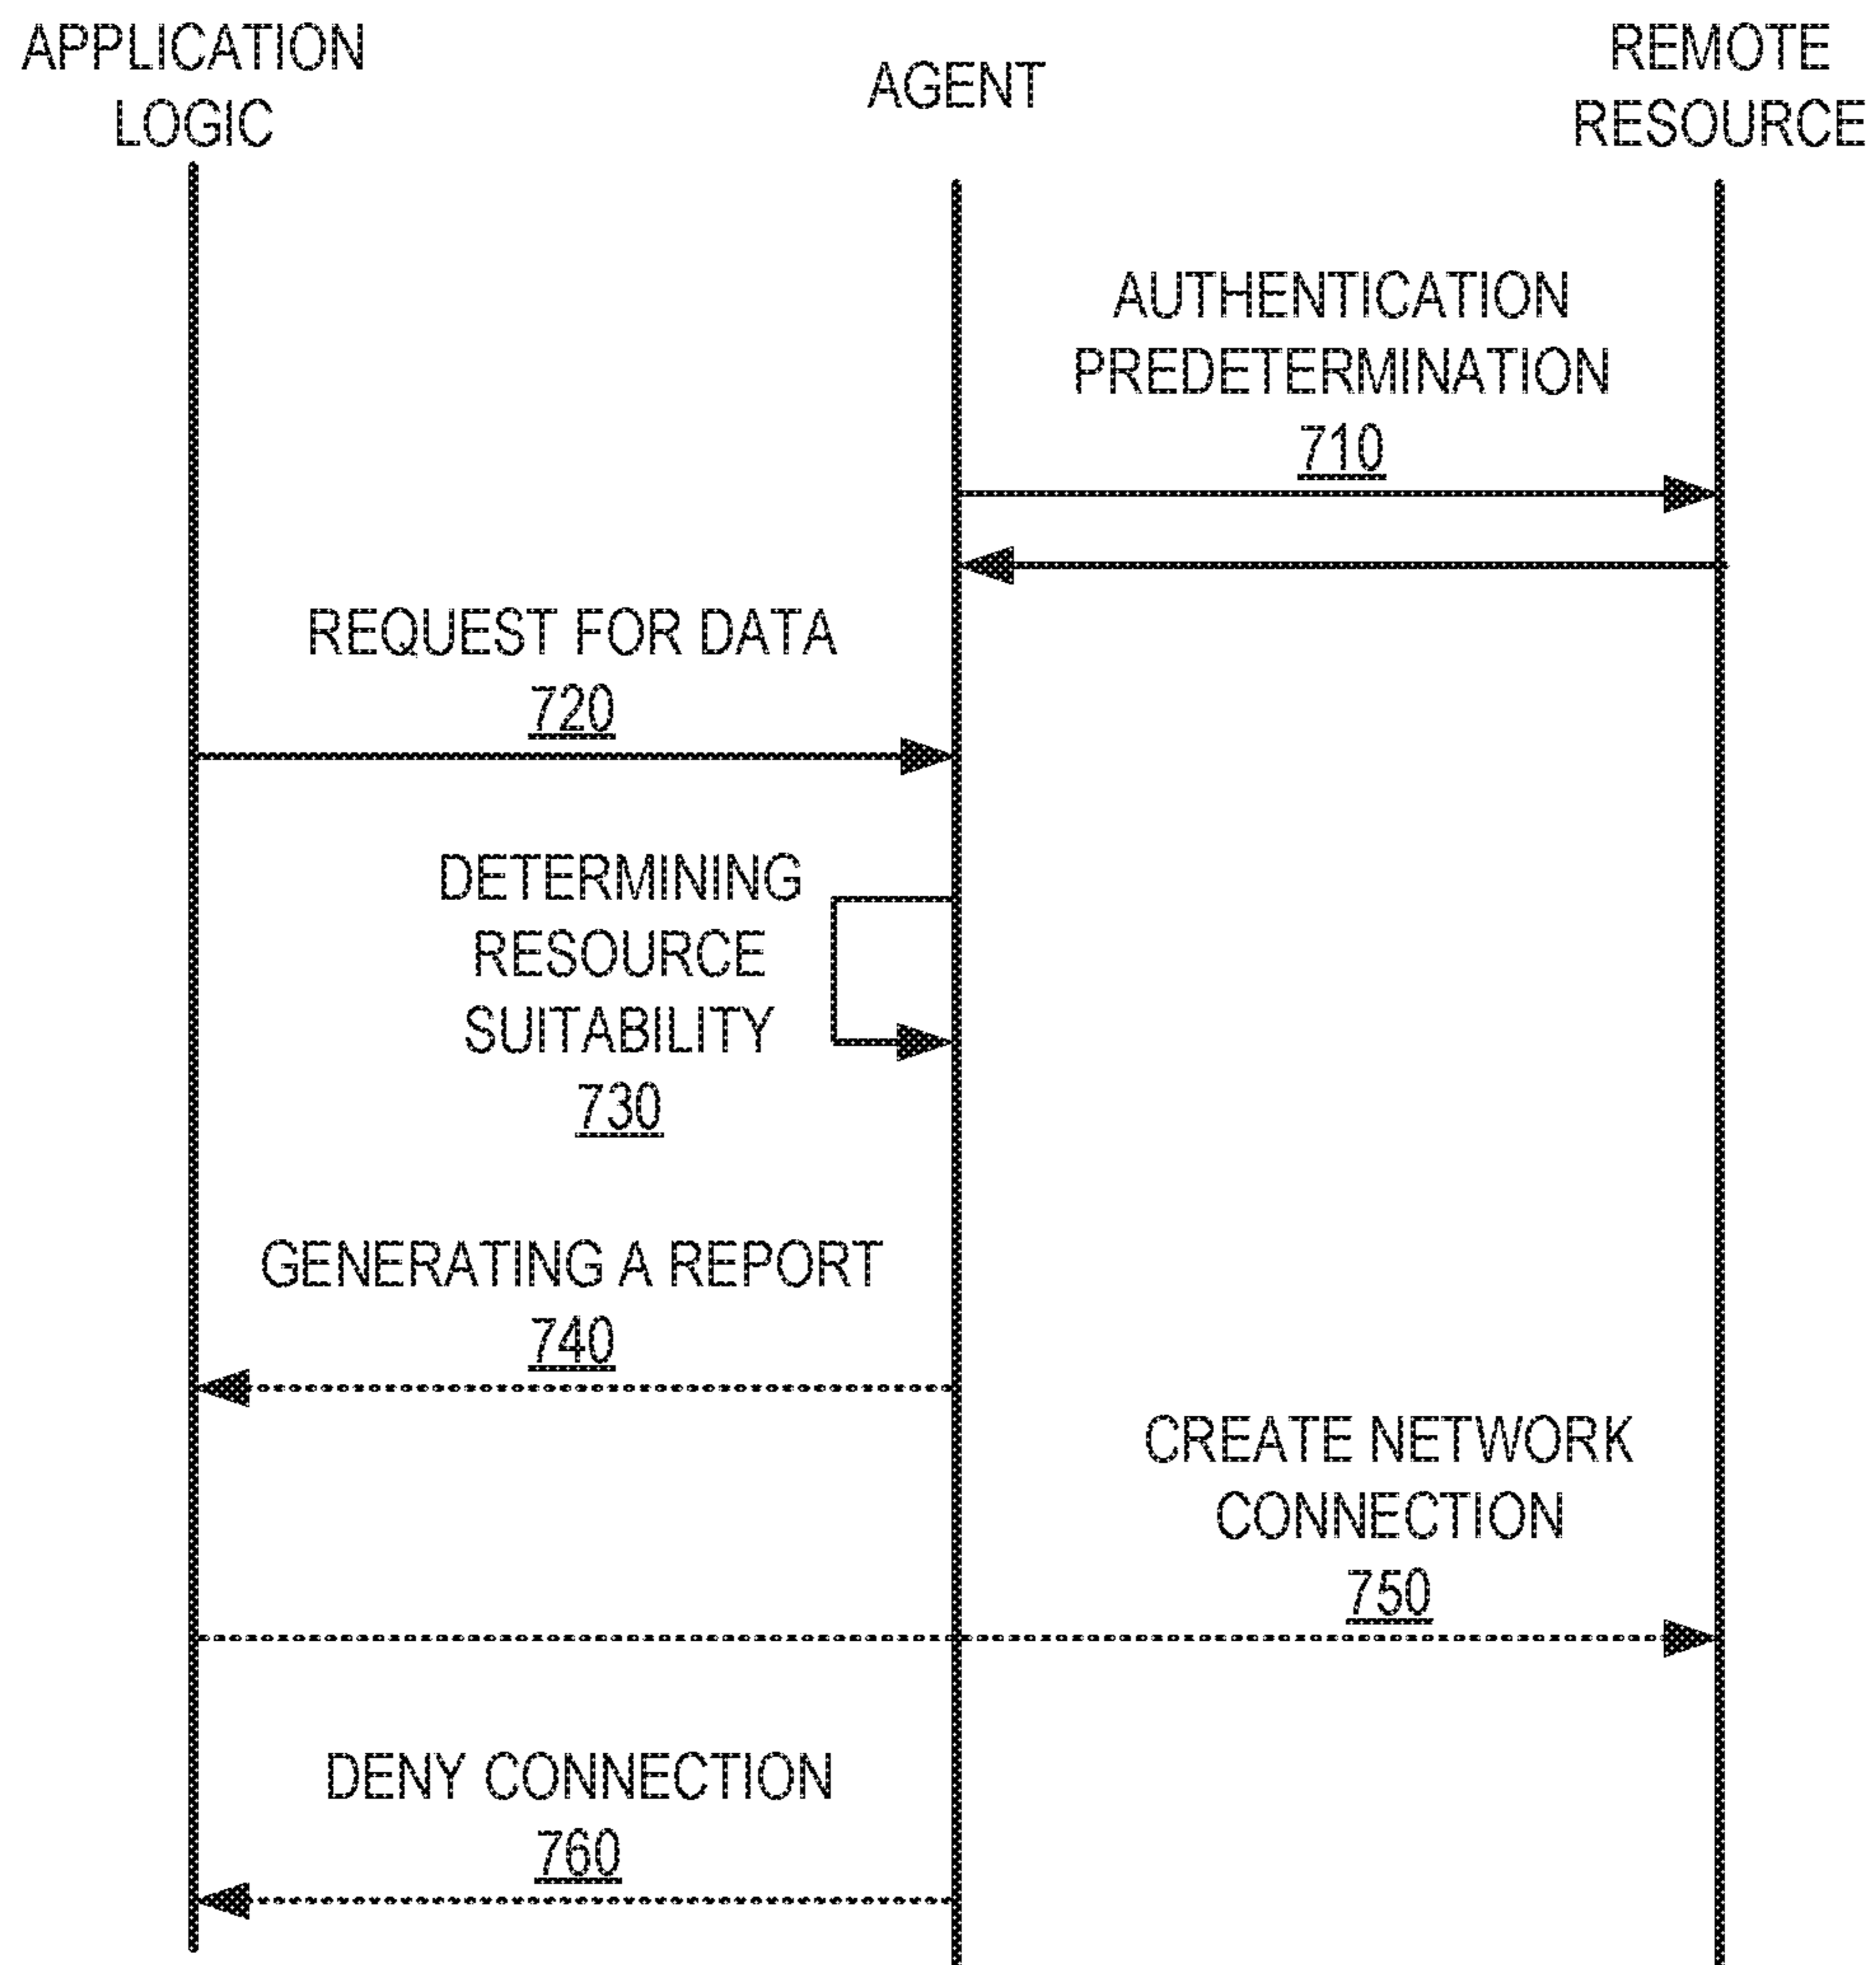 APPLICATION
LOGIC
AGENT
REMOTE
RESOURCE
AUTHENTICATION
PREDETERMINATION
710
REQUEST FOR DATA
720
DETERMINING
RESOURCE
SUITABILITY
730
GENERATING A REPORT
740
CREATE NETWORK
CONNECTION
750
DENY CONNECTION
760